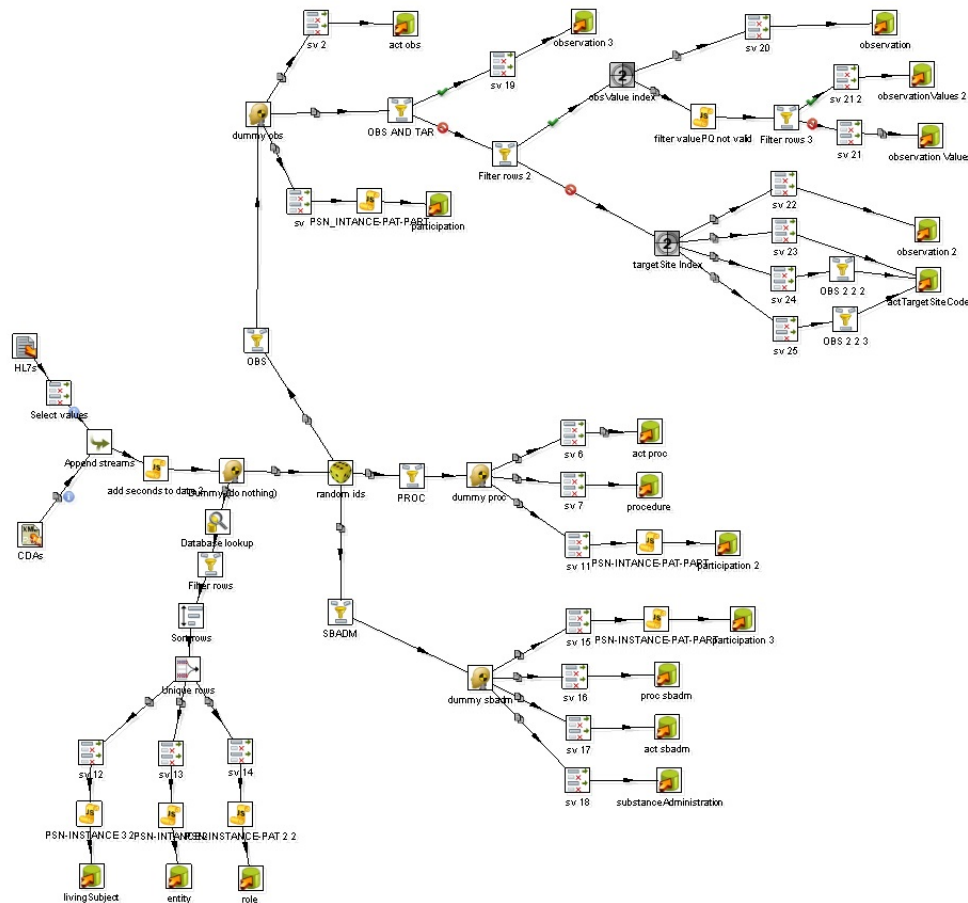 sv 2
act obs
observation 3
sv 19
sv 20
observation
obsValue index
sv 21 2
observationValues 2
dummy obs
OBS AND TAR
filter valuePQ not valid
Filter rows 3
sv 21
observation Values
Filter rows 2
sv
PSN_INTANCE-PAT-PART
participation
sv 22
observation 2
targetSite Index
sv 23
sv 24
OBS 2 2 2
actTargetSiteCode
sv 25
OBS 2 2 3
OBS
HL7s
Select values
Append streams
add seconds to date 2
Dummy (do nothing)
random ids
PROC
dummy proc
sv 6
act proc
sv 7
procedure
sv 11
PSN-INTANCE-PAT-PART
participation 2
CDAs
Database lookup
Filter rows
Sort rows
Unique rows
SBADM
dummy sbadm
sv 15
PSN-INSTANCE-PAT-PART
participation 3
sv 16
proc sbadm
sv 17
act sbadm
sv 18
substanceAdministration
sv 12
sv 13
sv 14
PSN-INSTANCE 3 2
livingSubject
entity
role